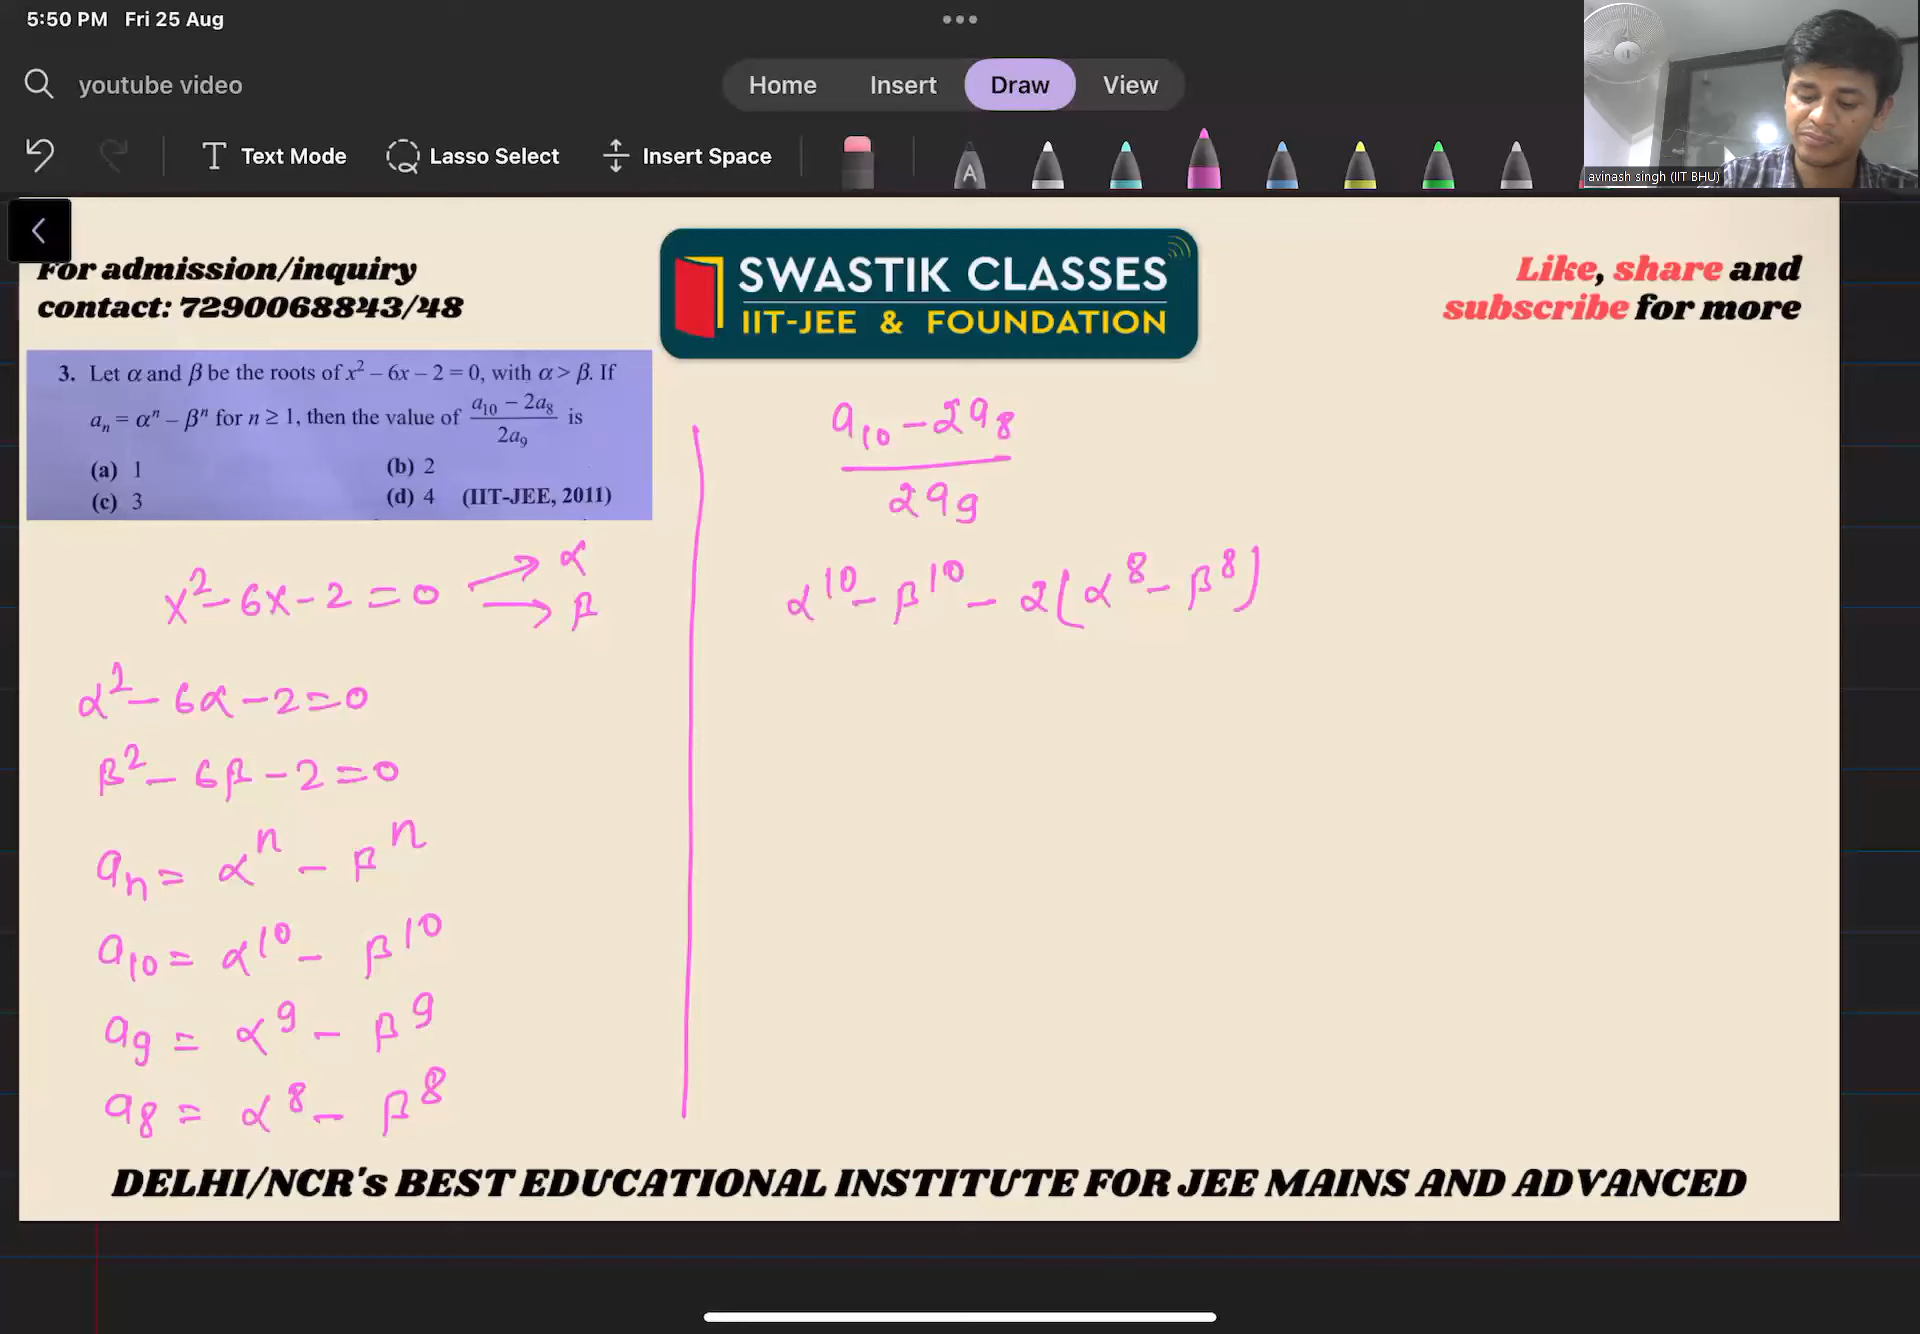 5:50 PM Fri 25 Aug
youtube video
Home Insert Draw View
Text Mode Lasso Select Insert Space
A
avinash singh (IIT BHU)
For admission/inquiry
contact: 7290068843/48
SWASTIK CLASSES
IIT-JEE & FOUNDATION
Like, share and
subscribe for more
3. Let α and β be the roots of x² – 6x – 2 = 0, with α > β. If
aₙ = αⁿ – βⁿ for n ≥ 1, then the value of (a₁₀ – 2a₈)/(2a₉) is
(a) 1 (b) 2
(c) 3 (d) 4 (IIT-JEE, 2011)
x² – 6x – 2 = 0 → α
→ β
α² – 6α – 2 = 0
β² – 6β – 2 = 0
aₙ = αⁿ – βⁿ
a₁₀ = α¹⁰ – β¹⁰
a₉ = α⁹ – β⁹
a₈ = α⁸ – β⁸
a₁₀ – 2a₈
2a₉
α¹⁰ – β¹⁰ – 2(α⁸ – β⁸)
DELHI/NCR's BEST EDUCATIONAL INSTITUTE FOR JEE MAINS AND ADVANCED